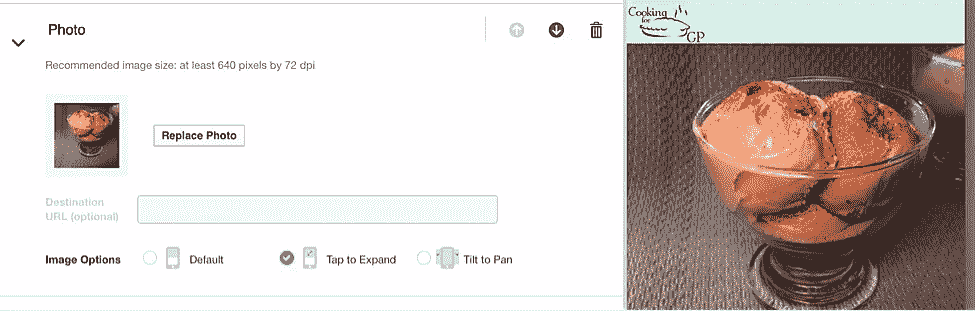 Photo
Recommended image size: at least 640 pixels by 72 dpi
Replace Photo
Destination
URL (optional)
Image Options
Default
Tap to Expand
Tilt to Pan
Cooking
for
GP